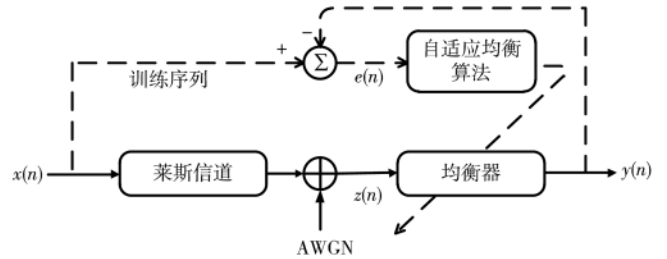 −
+
Σ
训练序列
e(n)
自适应均衡
算法
x(n)
莱斯信道
z(n)
均衡器
y(n)
AWGN